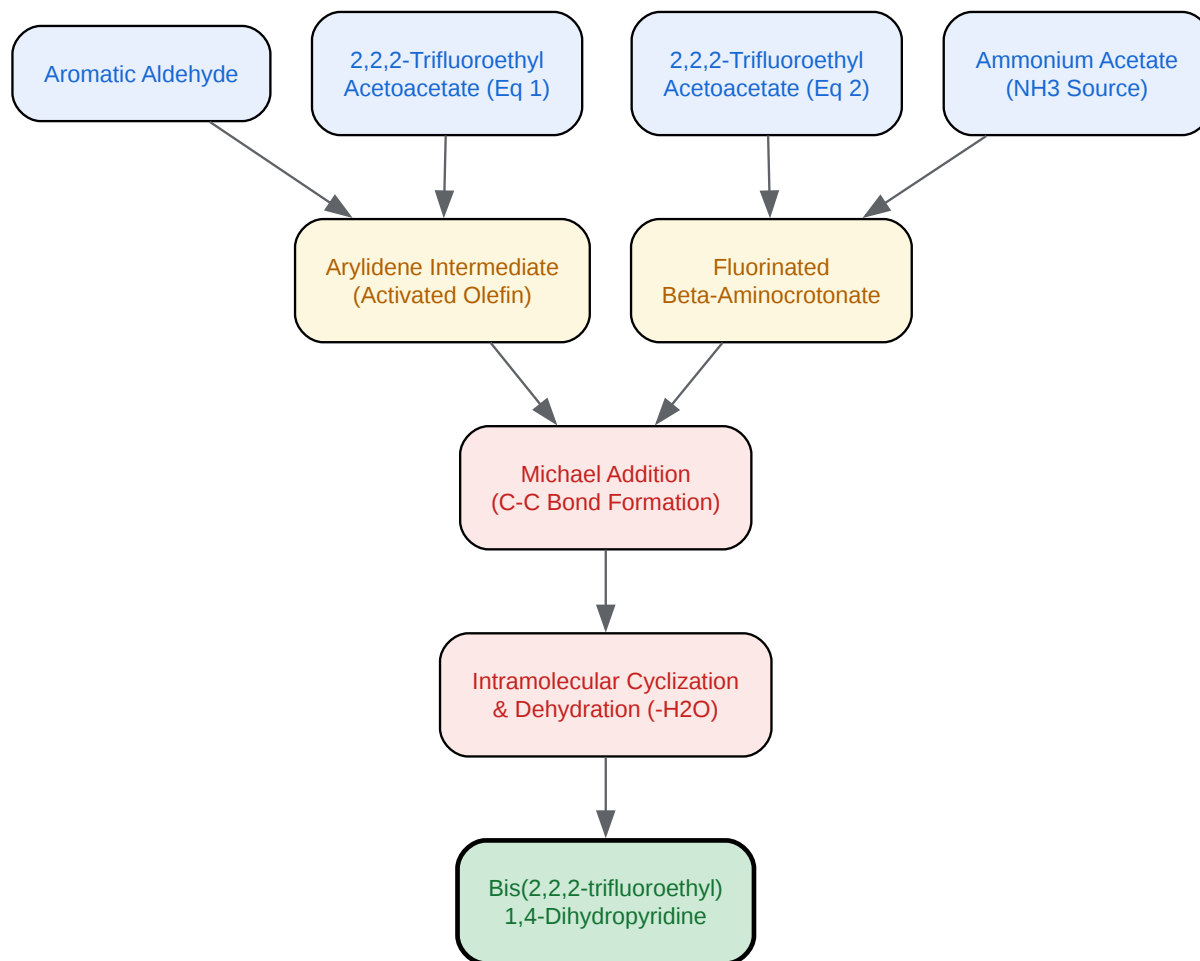 Aromatic Aldehyde
2,2,2-Trifluoroethyl
Acetoacetate (Eq 1)
2,2,2-Trifluoroethyl
Acetoacetate (Eq 2)
Ammonium Acetate
(NH3 Source)
Arylidene Intermediate
(Activated Olefin)
Fluorinated
Beta-Aminocrotonate
Michael Addition
(C-C Bond Formation)
Intramolecular Cyclization
& Dehydration (-H2O)
Bis(2,2,2-trifluoroethyl)
1,4-Dihydropyridine